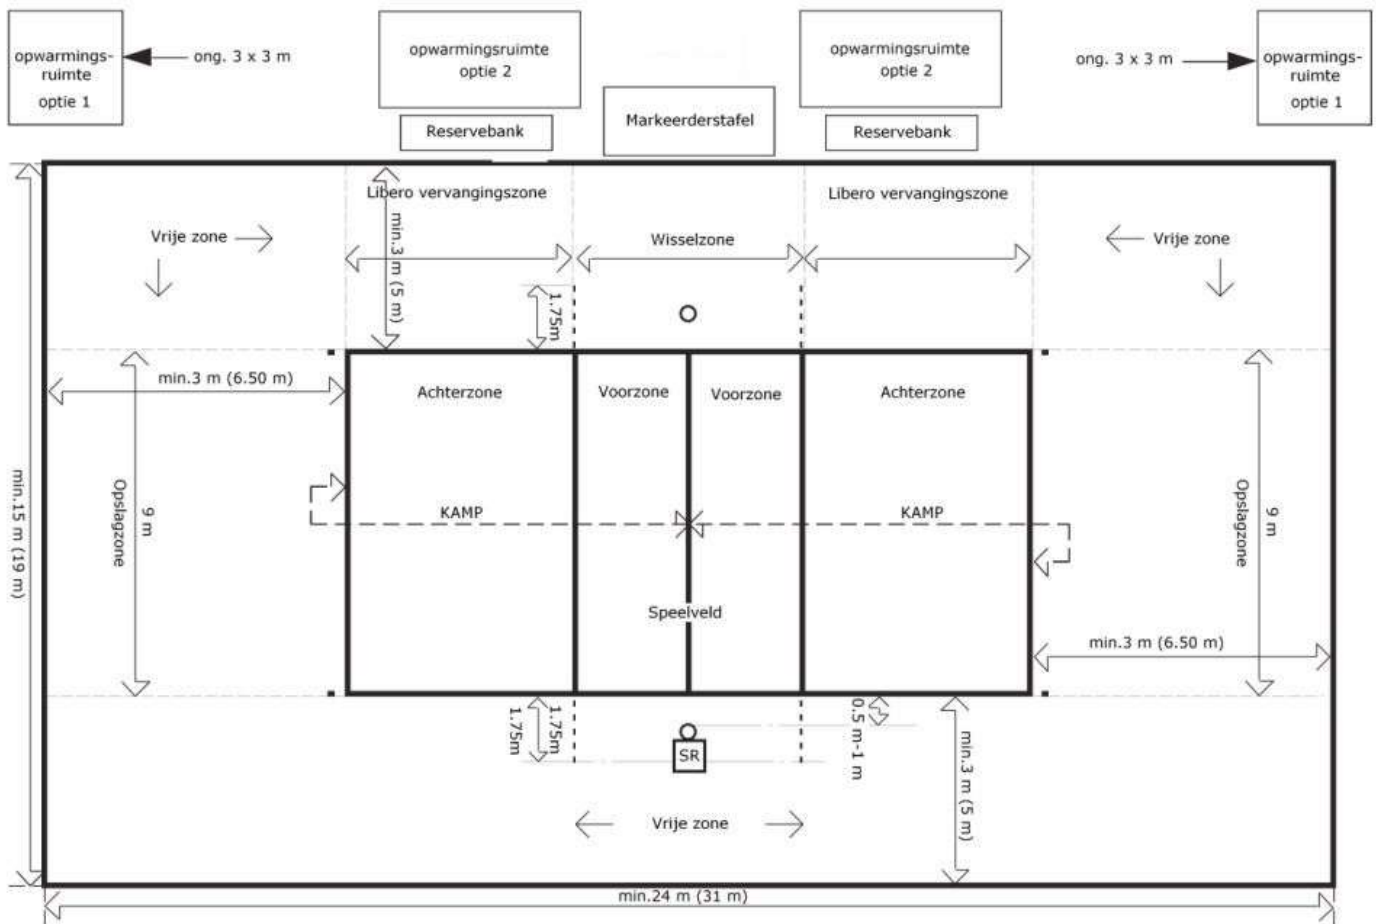 opwarmings-
ruimte
optie 1
ong. 3 x 3 m
opwarmingsruimte
optie 2
opwarmingsruimte
optie 2
ong. 3 x 3 m
opwarmings-
ruimte
optie 1
Reservebank
Markeerderstafel
Reservebank
Libero vervangingszone
Libero vervangingszone
Vrije zone
min.3 m (5 m)
Wisselzone
Vrije zone
1.75m
min.3 m (6.50 m)
Achterzone
Voorzone
Voorzone
Achterzone
min.15 m (19 m)
Opslagzone
9 m
KAMP
KAMP
Opslagzone
9 m
Speelveld
min.3 m (6.50 m)
1.75m
1.75m
SR
0.5 m-1 m
min.3 m (5 m)
Vrije zone
min.24 m (31 m)